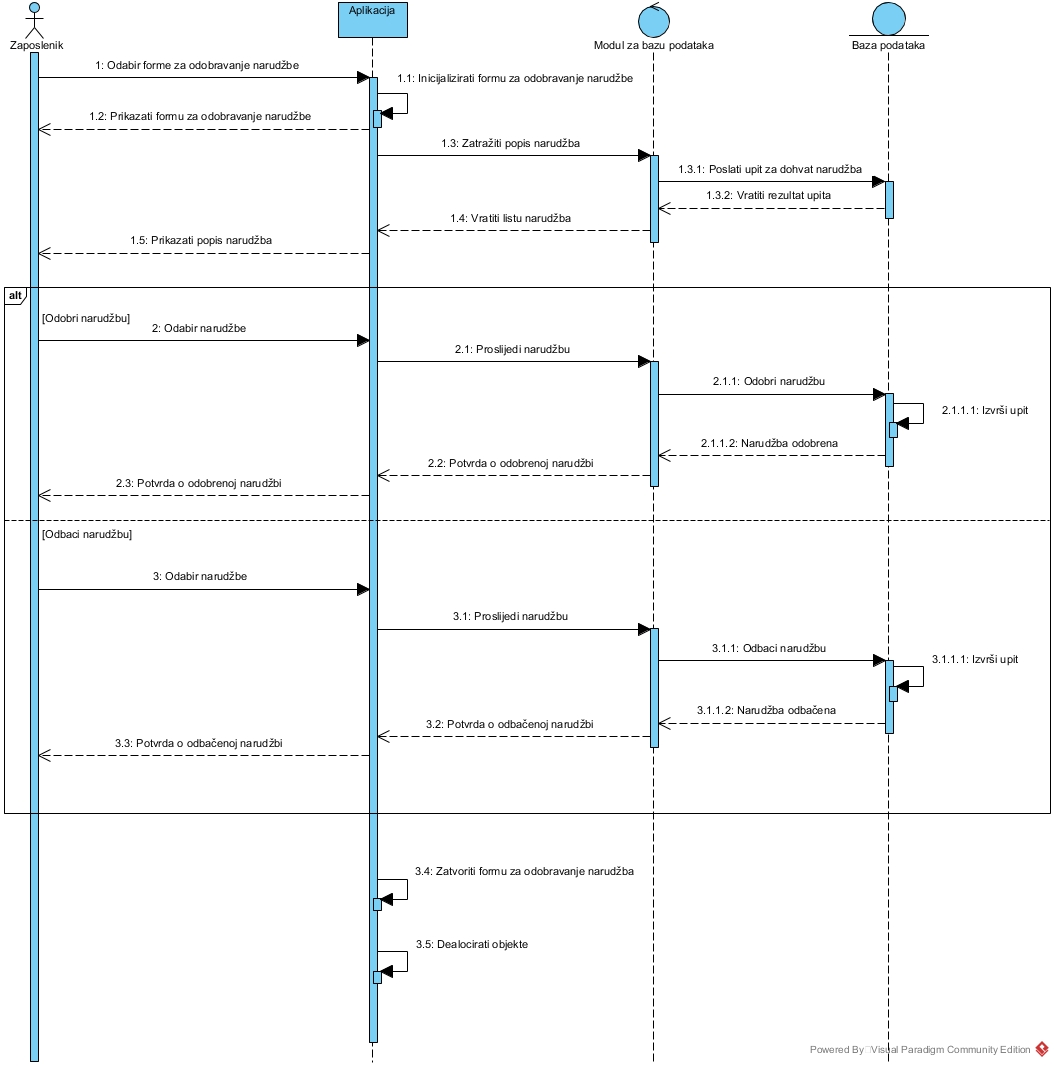 Zaposlenik
Aplikacija
Modul za bazu podataka
Baza podataka
1: Odabir forme za odobravanje narudžbe
1.1: Inicijalizirati formu za odobravanje narudžbe
1.2: Prikazati formu za odobravanje narudžbe
1.3: Zatražiti popis narudžba
1.3.1: Poslati upit za dohvat narudžba
1.3.2: Vratiti rezultat upita
1.4: Vratiti listu narudžba
1.5: Prikazati popis narudžba
alt
[Odobri narudžbu]
2: Odabir narudžbe
2.1: Proslijedi narudžbu
2.1.1: Odobri narudžbu
2.1.1.1: Izvrši upit
2.1.1.2: Narudžba odobrena
2.2: Potvrda o odobrenoj narudžbi
2.3: Potvrda o odobrenoj narudžbi
[Odbaci narudžbu]
3: Odabir narudžbe
3.1: Proslijedi narudžbu
3.1.1: Odbaci narudžbu
3.1.1.1: Izvrši upit
3.1.1.2: Narudžba odbačena
3.2: Potvrda o odbačenoj narudžbi
3.3: Potvrda o odbačenoj narudžbi
3.4: Zatvoriti formu za odobravanje narudžba
3.5: Dealocirati objekte
Powered By Visual Paradigm Community Edition